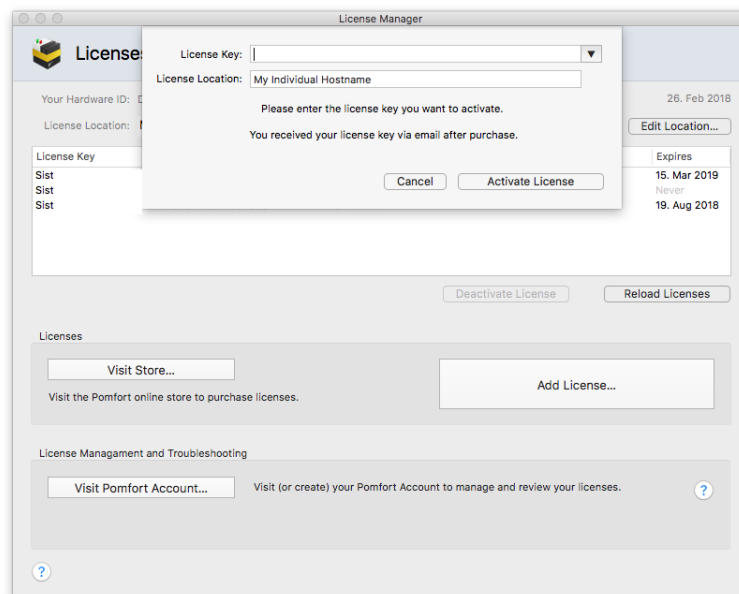 License Manager
Licenses
License Key:
License Location: My Individual Hostname
Please enter the license key you want to activate.
You received your license key via email after purchase.
Cancel
Activate License
Your Hardware ID:
26. Feb 2018
License Location:
Edit Location...
License Key
Expires
Sist
15. Mar 2019
Sist
Never
Sist
19. Aug 2018
Deactivate License
Reload Licenses
Licenses
Visit Store...
Visit the Pomfort online store to purchase licenses.
Add License...
License Managament and Troubleshooting
Visit Pomfort Account...
Visit (or create) your Pomfort Account to manage and review your licenses.
?
?